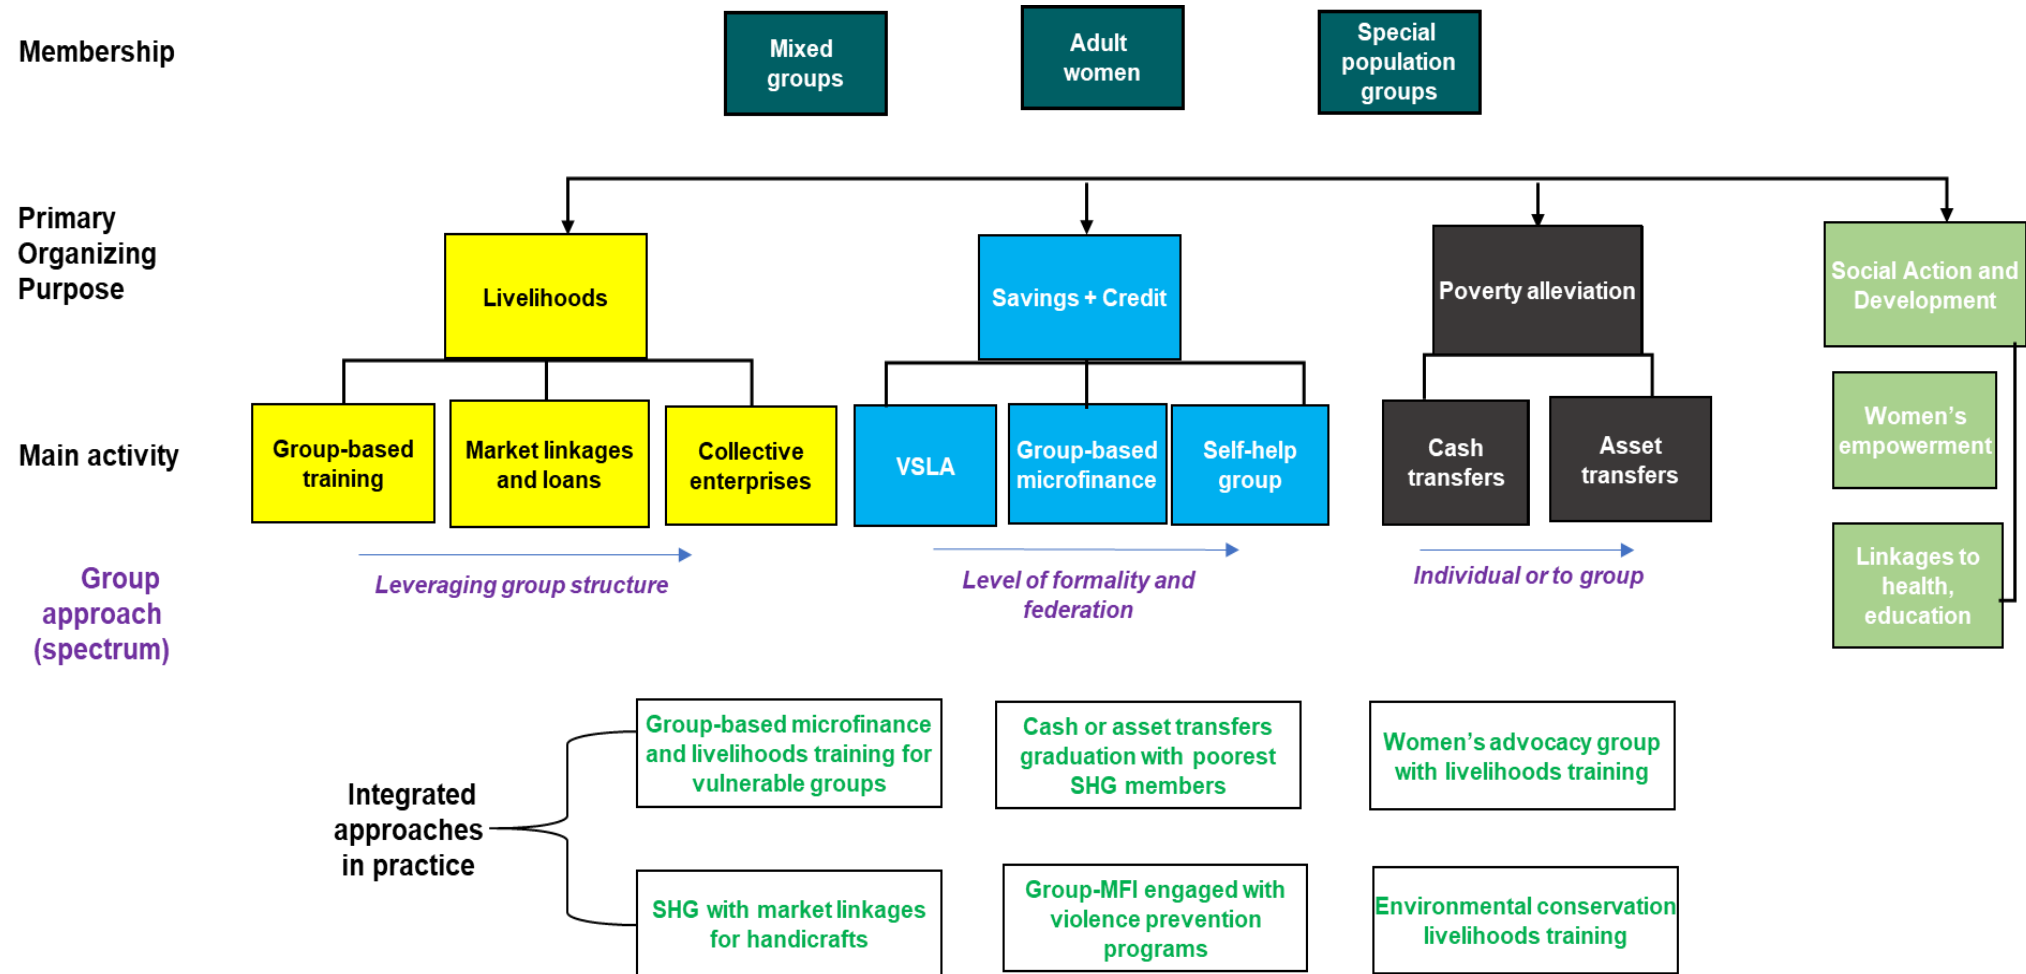 Membership
Mixed
groups
Adult
women
Special
population
groups
Primary
Organizing
Purpose
Livelihoods
Savings + Credit
Poverty alleviation
Social Action and
Development
Main activity
Group-based
training
Market linkages
and loans
Collective
enterprises
VSLA
Group-based
microfinance
Self-help
group
Cash
transfers
Asset
transfers
Women's
empowerment
Linkages to
health,
education
Group
approach
(spectrum)
Leveraging group structure
Level of formality and
federation
Individual or to group
Integrated
approaches
in practice
Group-based microfinance
and livelihoods training for
vulnerable groups
Cash or asset transfers
graduation with poorest
SHG members
Women's advocacy group
with livelihoods training
SHG with market linkages
for handicrafts
Group-MFI engaged with
violence prevention
programs
Environmental conservation
livelihoods training